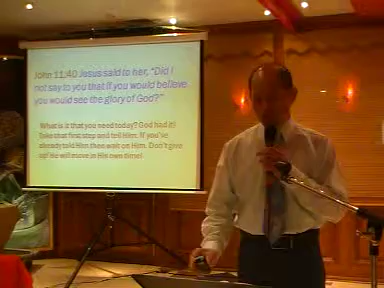 John 11:40 Jesus said to her, "Did I
not say to you that if you would believe
you would see the glory of God?"
What is it that you need today? God had it!
Take that first step and tell Him. If you've
already told Him then wait on Him. Don't give
up! He will move in His own time!